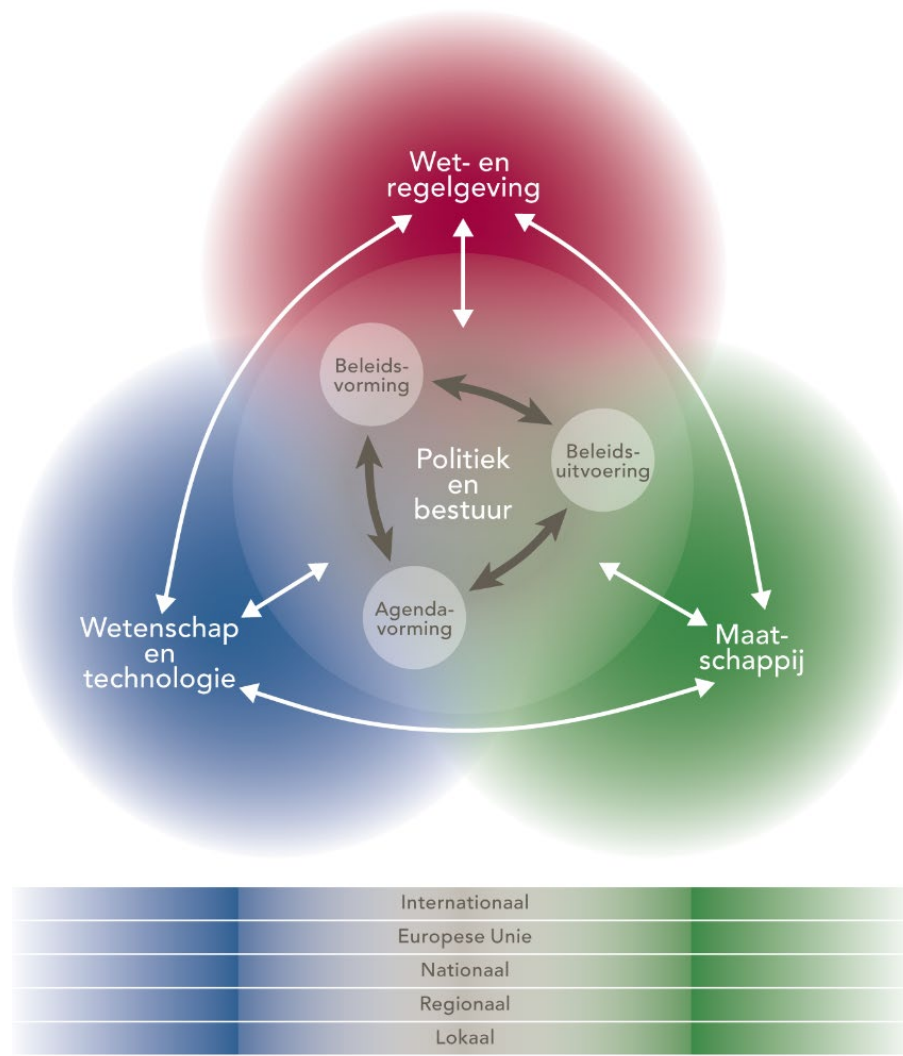 Wet- en
regelgeving
Beleids-
vorming
Politiek
en
bestuur
Beleids-
uitvoering
Agenda-
vorming
Wetenschap
en
technologie
Maat-
schappij
Internationaal
Europese Unie
Nationaal
Regionaal
Lokaal